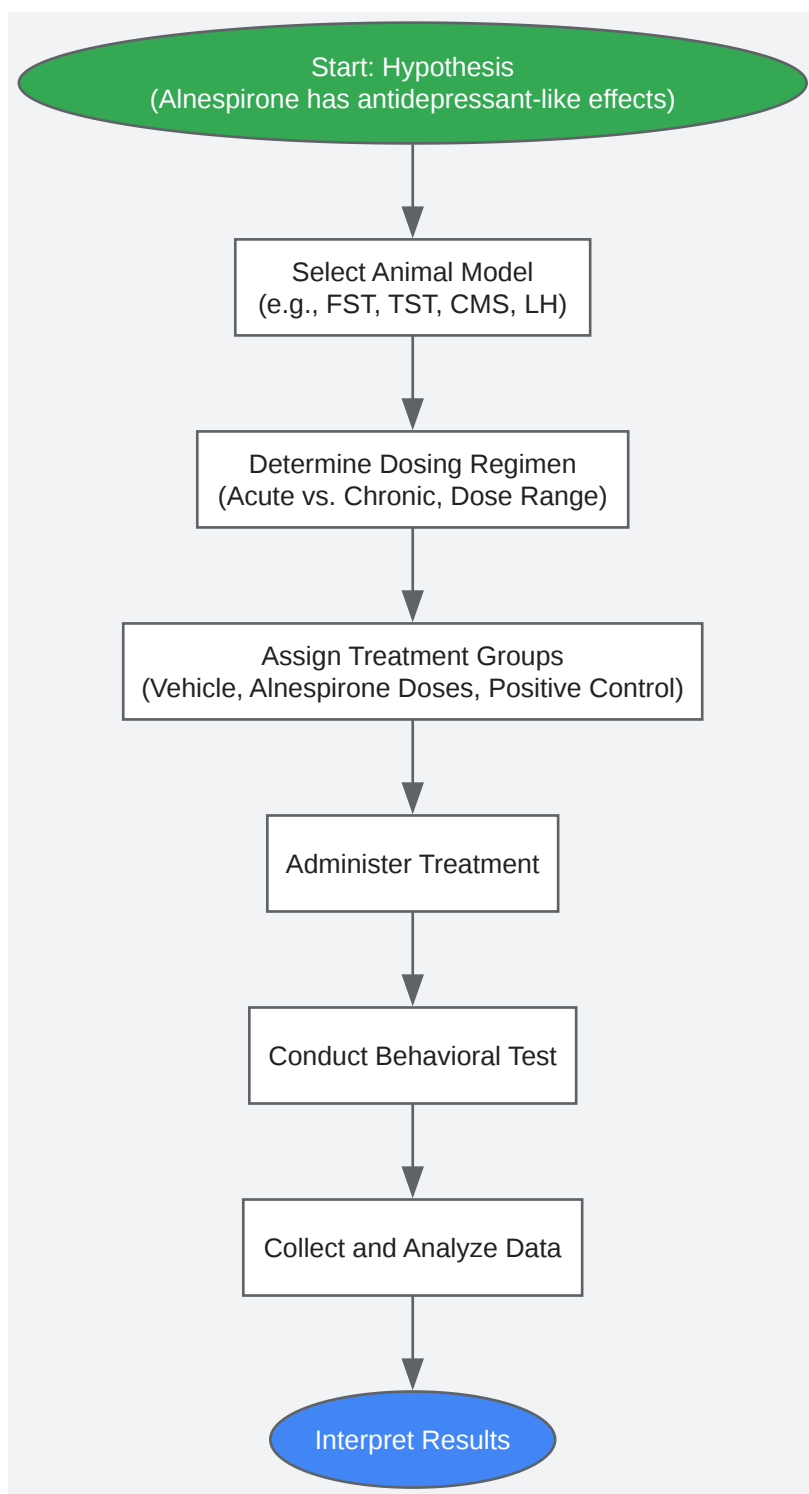 Start: Hypothesis
(Alnespirone has antidepressant-like effects)
Select Animal Model
(e.g., FST, TST, CMS, LH)
Determine Dosing Regimen
(Acute vs. Chronic, Dose Range)
Assign Treatment Groups
(Vehicle, Alnespirone Doses, Positive Control)
Administer Treatment
Conduct Behavioral Test
Collect and Analyze Data
Interpret Results